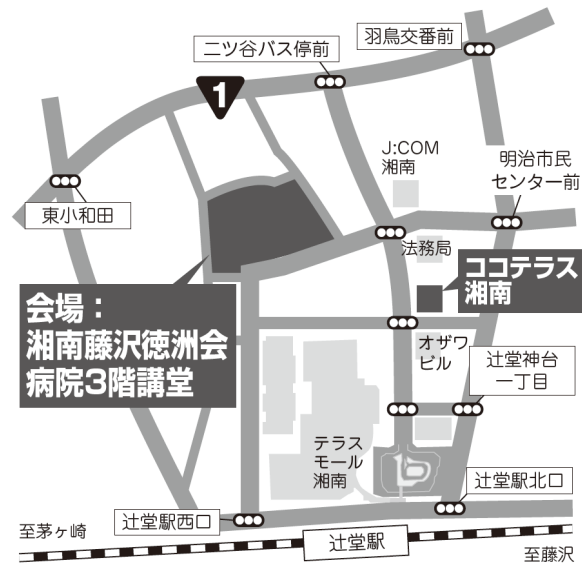 羽鳥交番前
二ツ谷バス停前
1
J:COM
湘南
明治市民
センター前
東小和田
法務局
ココテラス
湘南
会場：
湘南藤沢徳洲会
病院3階講堂
オザワ
ビル
辻堂神台
一丁目
テラス
モール
湘南
辻堂駅北口
辻堂駅西口
至茅ヶ崎
辻堂駅
至藤沢